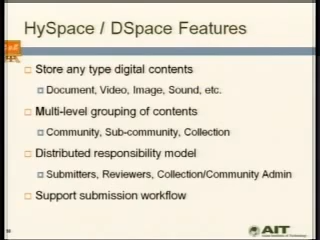 HySpace / DSpace Features
Store any type digital contents
Document, Video, Image, Sound, etc.
Multi-level grouping of contents
Community, Sub-community, Collection
Distributed responsibility model
Submitters, Reviewers, Collection/Community Admin
Support submission workflow
AIT